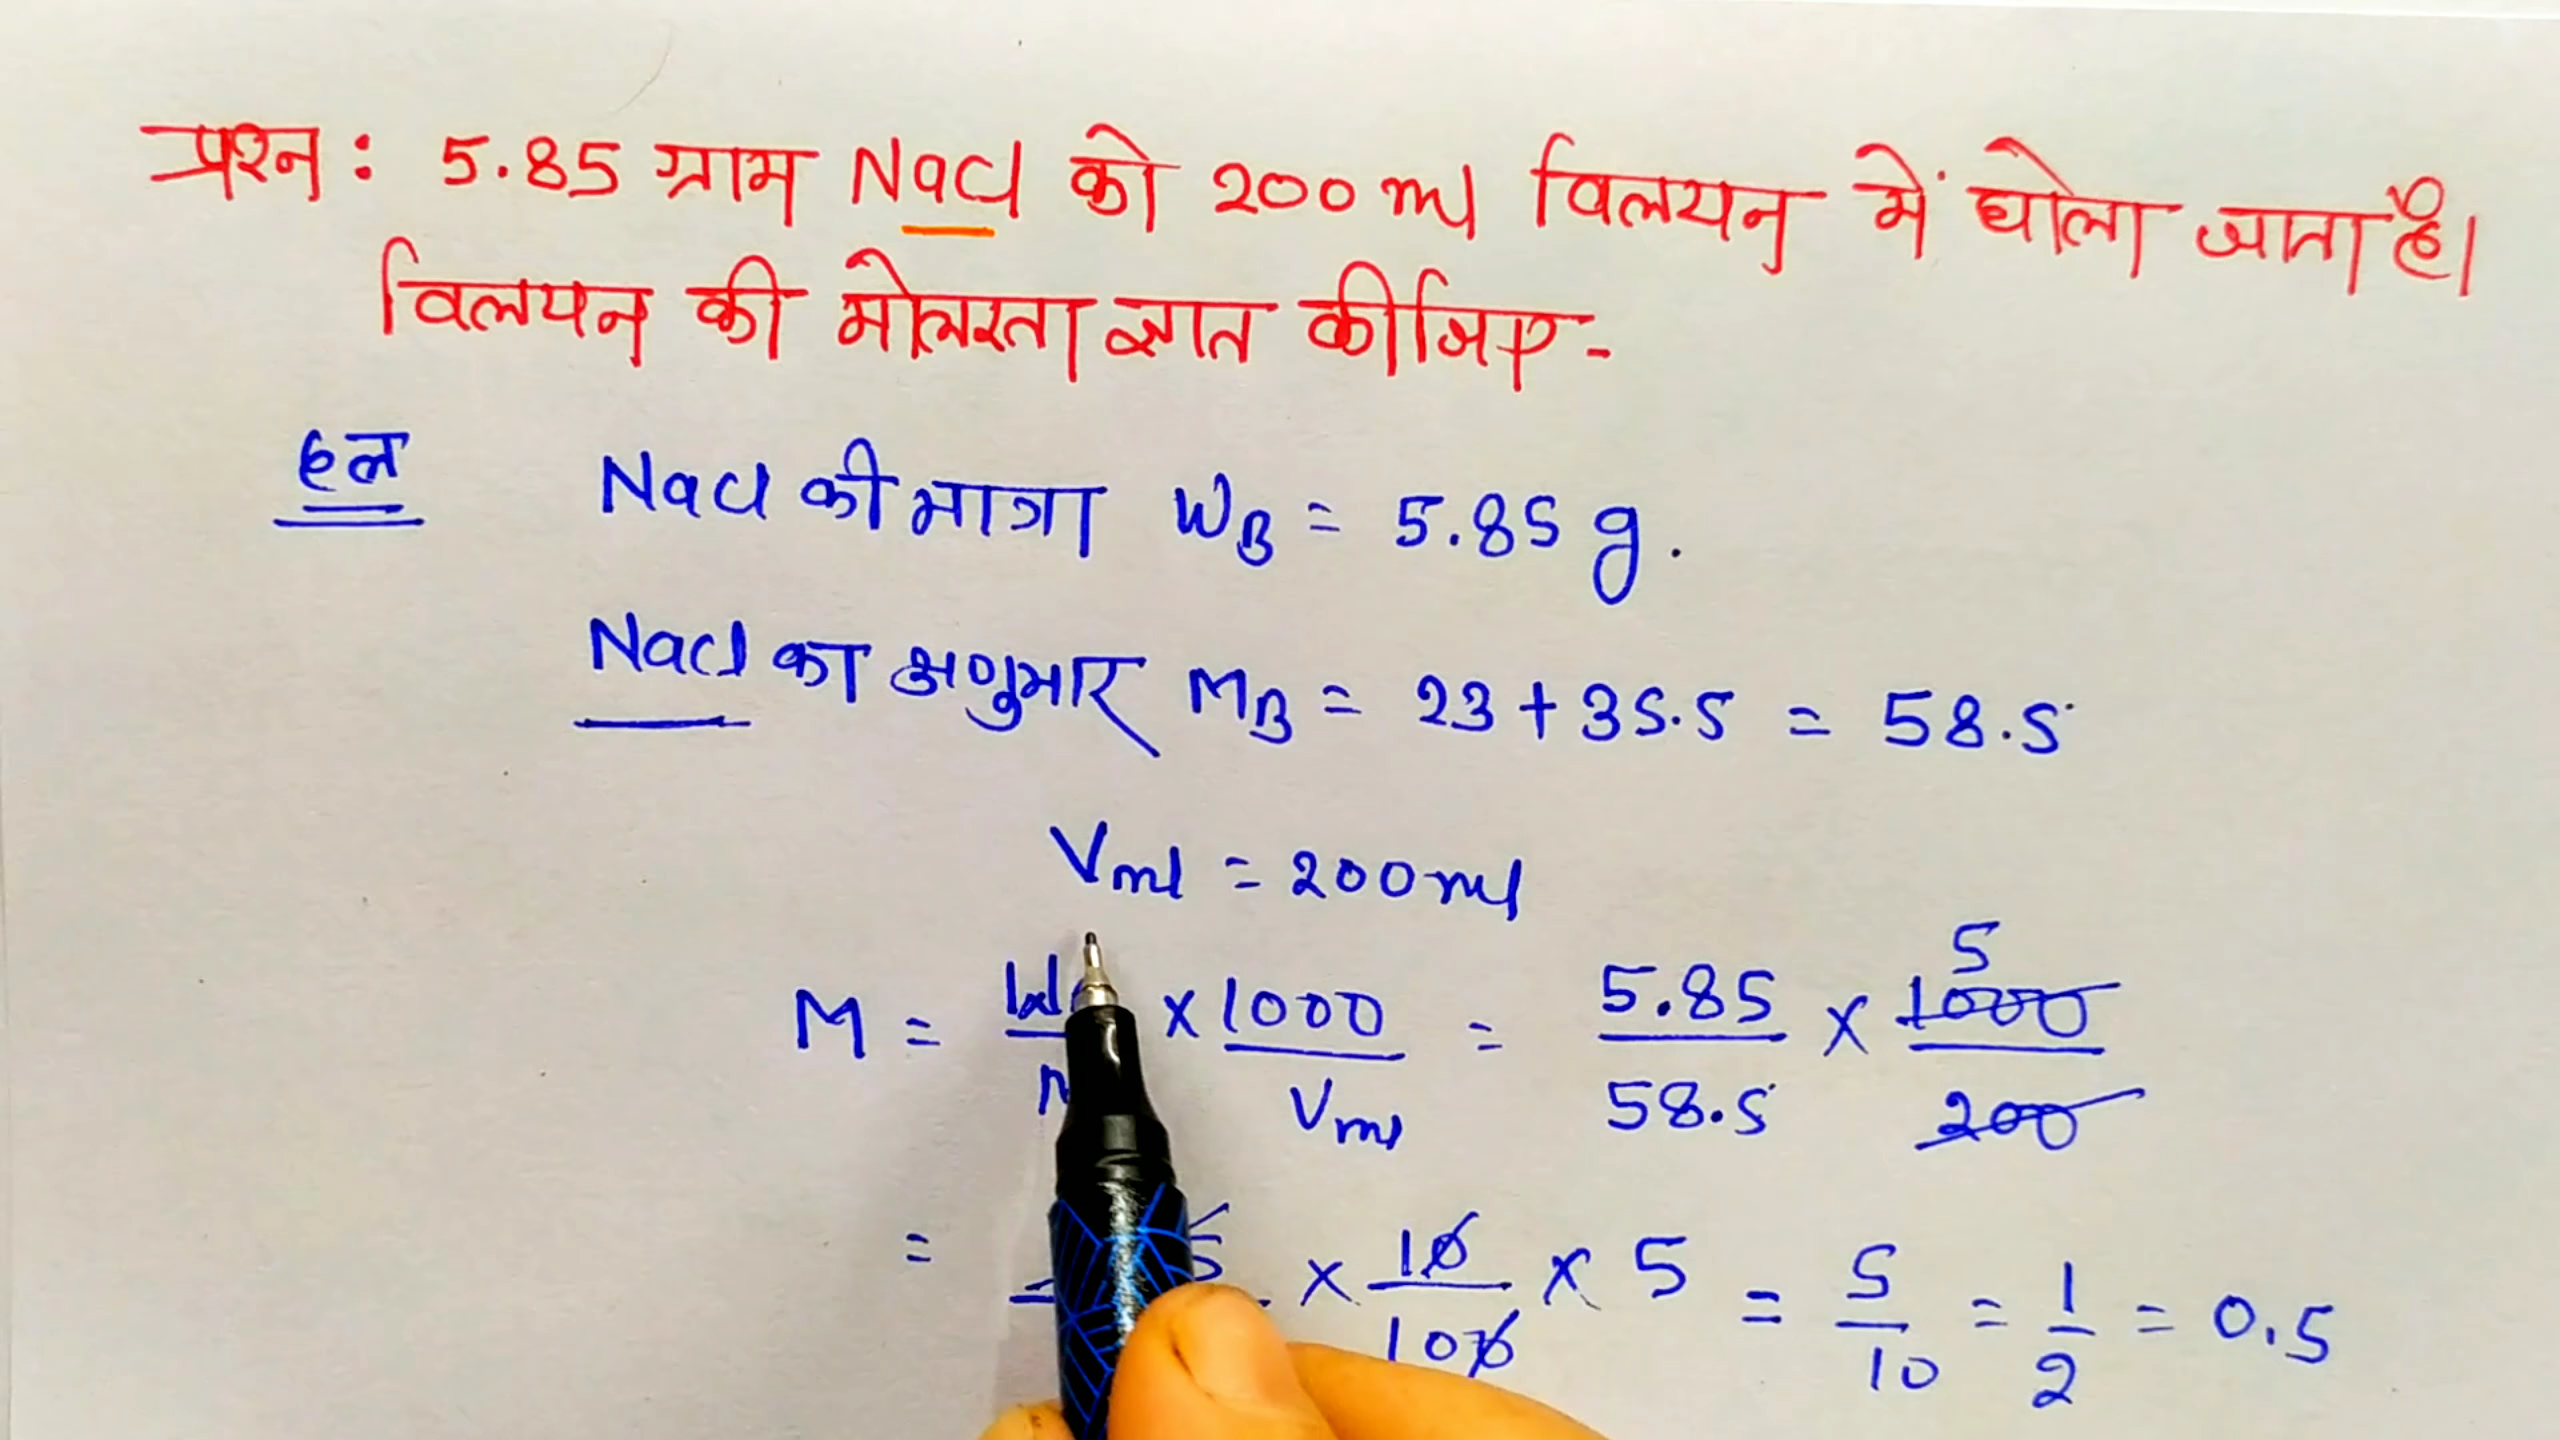 प्रश्न: 5.85 ग्राम NaCl को 200 ml विलयन में घोला जाता है।
विलयन की मोलरता ज्ञात कीजिए -
हल NaCl की मात्रा WB = 5.85 g.
NaCl का अणुभार MB = 23 + 35.5 = 58.5
Vml = 200 ml
M = × 1000 / Vml = 5.85 / 58.5 × 1000 / 200 5
= × 10 / 100 × 5 = 5 / 10 = 1 / 2 = 0.5